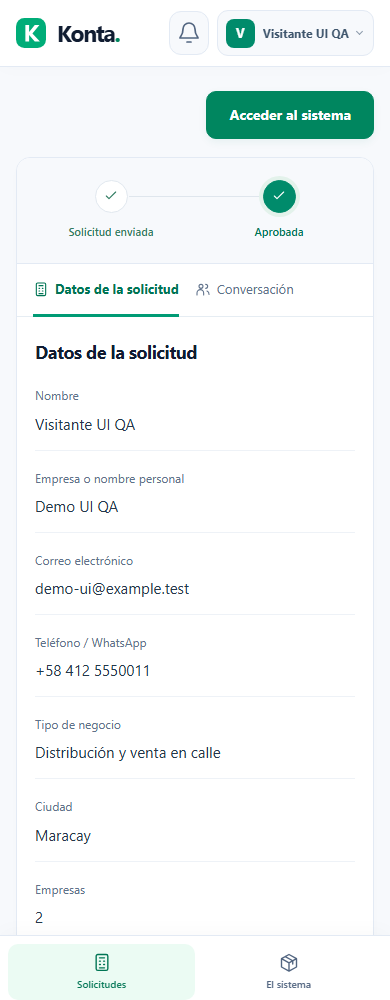 K Konta.
V Visitante UI QA
Acceder al sistema
Solicitud enviada
Aprobada
Datos de la solicitud
Conversación
Datos de la solicitud
Nombre
Visitante UI QA
Empresa o nombre personal
Demo UI QA
Correo electrónico
demo-ui@example.test
Teléfono / WhatsApp
+58 412 5550011
Tipo de negocio
Distribución y venta en calle
Ciudad
Maracay
Empresas
2
Solicitudes
El sistema